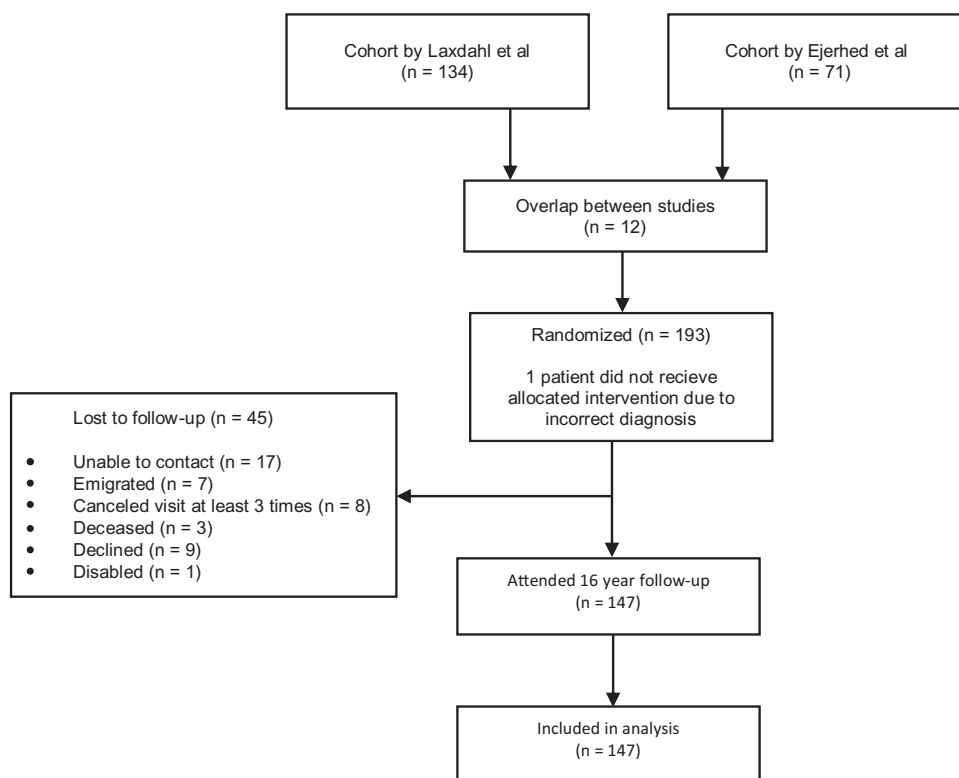 Cohort by Laxdahl et al
(n = 134)
Cohort by Ejerhed et al
(n = 71)
Overlap between studies
(n = 12)
Randomized (n = 193)
1 patient did not recieve
allocated intervention due to
incorrect diagnosis
Lost to follow-up (n = 45)
• Unable to contact (n = 17)
• Emigrated (n = 7)
• Canceled visit at least 3 times (n = 8)
• Deceased (n = 3)
• Declined (n = 9)
• Disabled (n = 1)
Attended 16 year follow-up
(n = 147)
Included in analysis
(n = 147)